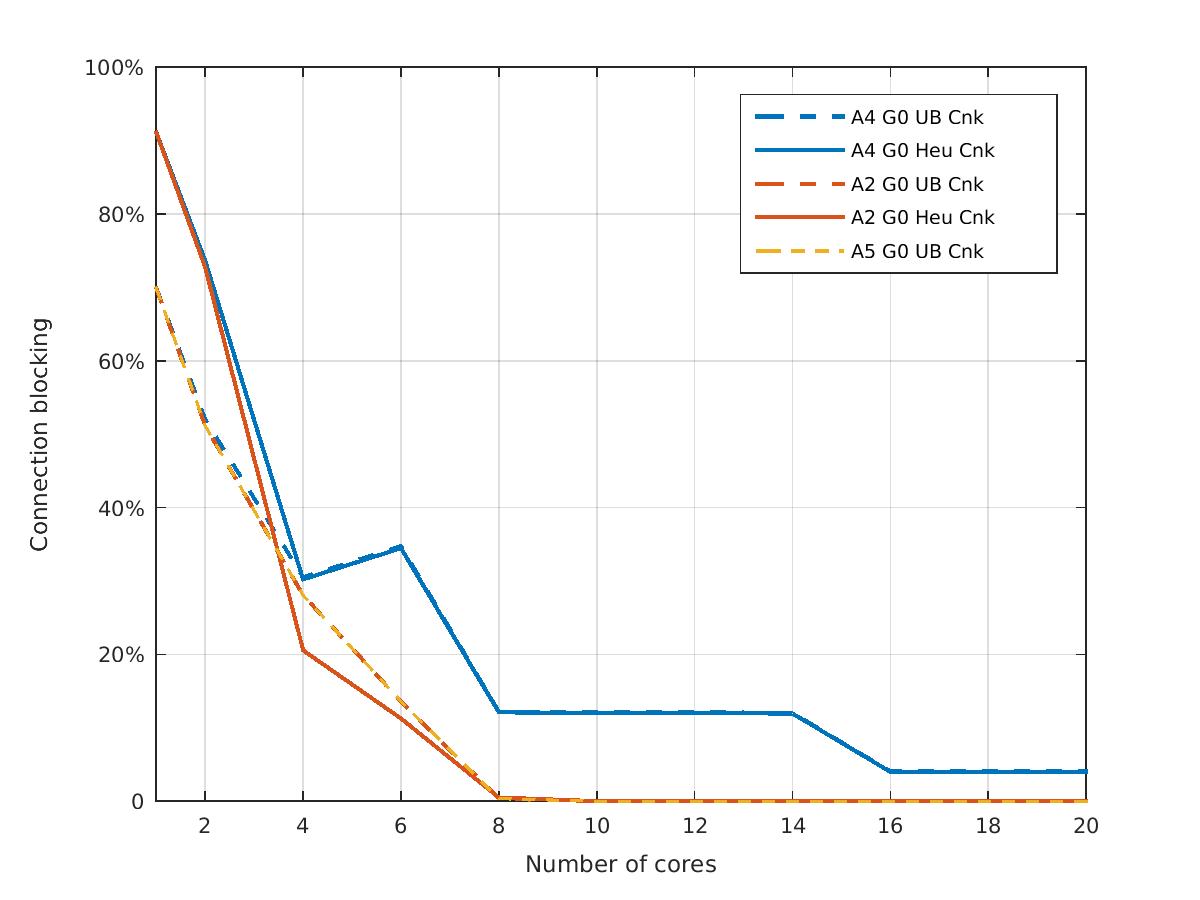 100%
80%
60%
40%
20%
0
Connection blocking
2 4 6 8 10 12 14 16 18 20
Number of cores
A4 G0 UB Cnk
A4 G0 Heu Cnk
A2 G0 UB Cnk
A2 G0 Heu Cnk
A5 G0 UB Cnk